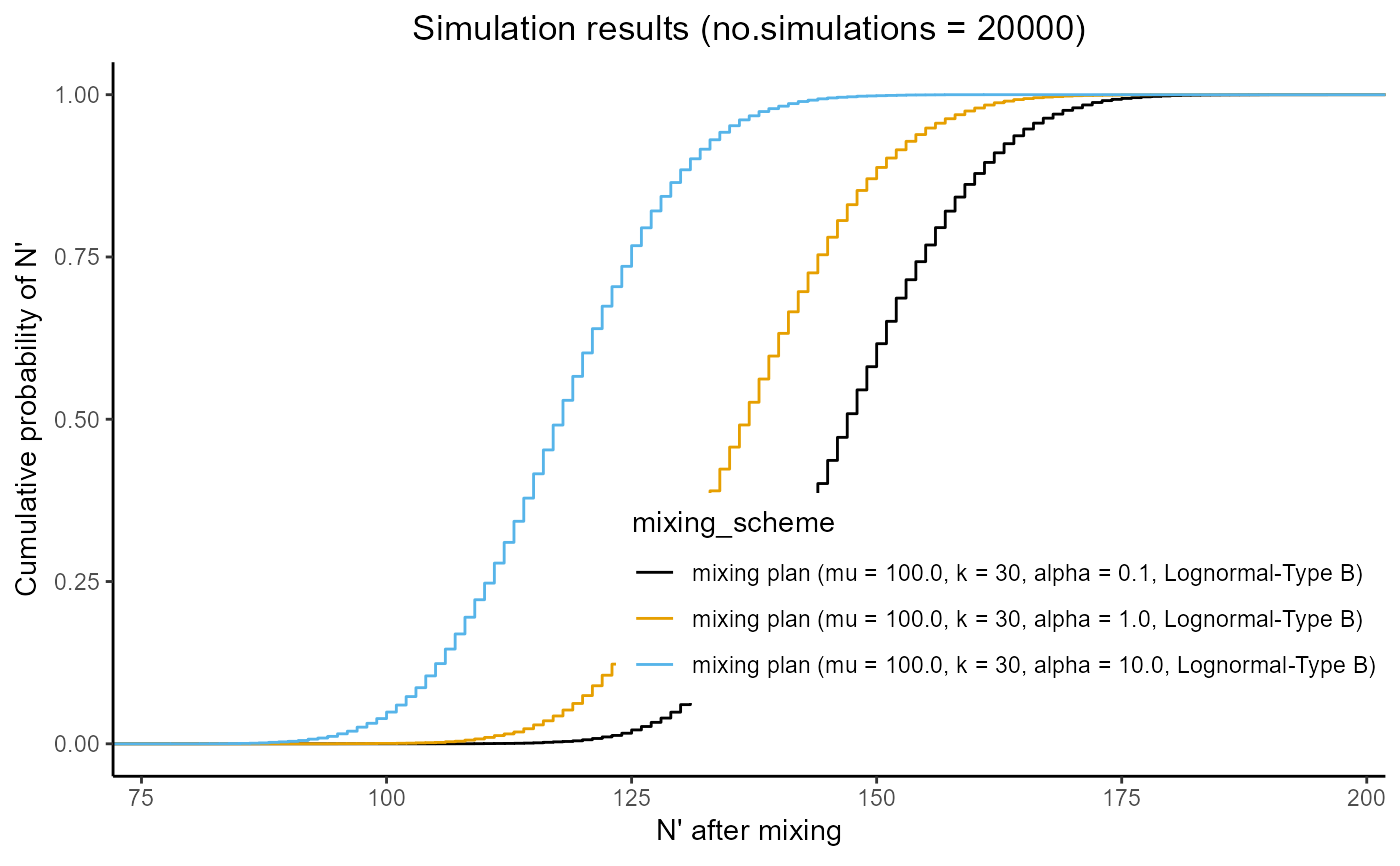 Simulation results (no.simulations = 20000)
Cumulative probability of N'
1.00
0.75
0.50
0.25
0.00
mixing_scheme
mixing plan (mu = 100.0, k = 30, alpha = 0.1, Lognormal-Type B)
mixing plan (mu = 100.0, k = 30, alpha = 1.0, Lognormal-Type B)
mixing plan (mu = 100.0, k = 30, alpha = 10.0, Lognormal-Type B)
75 100 125 150 175 200
N' after mixing